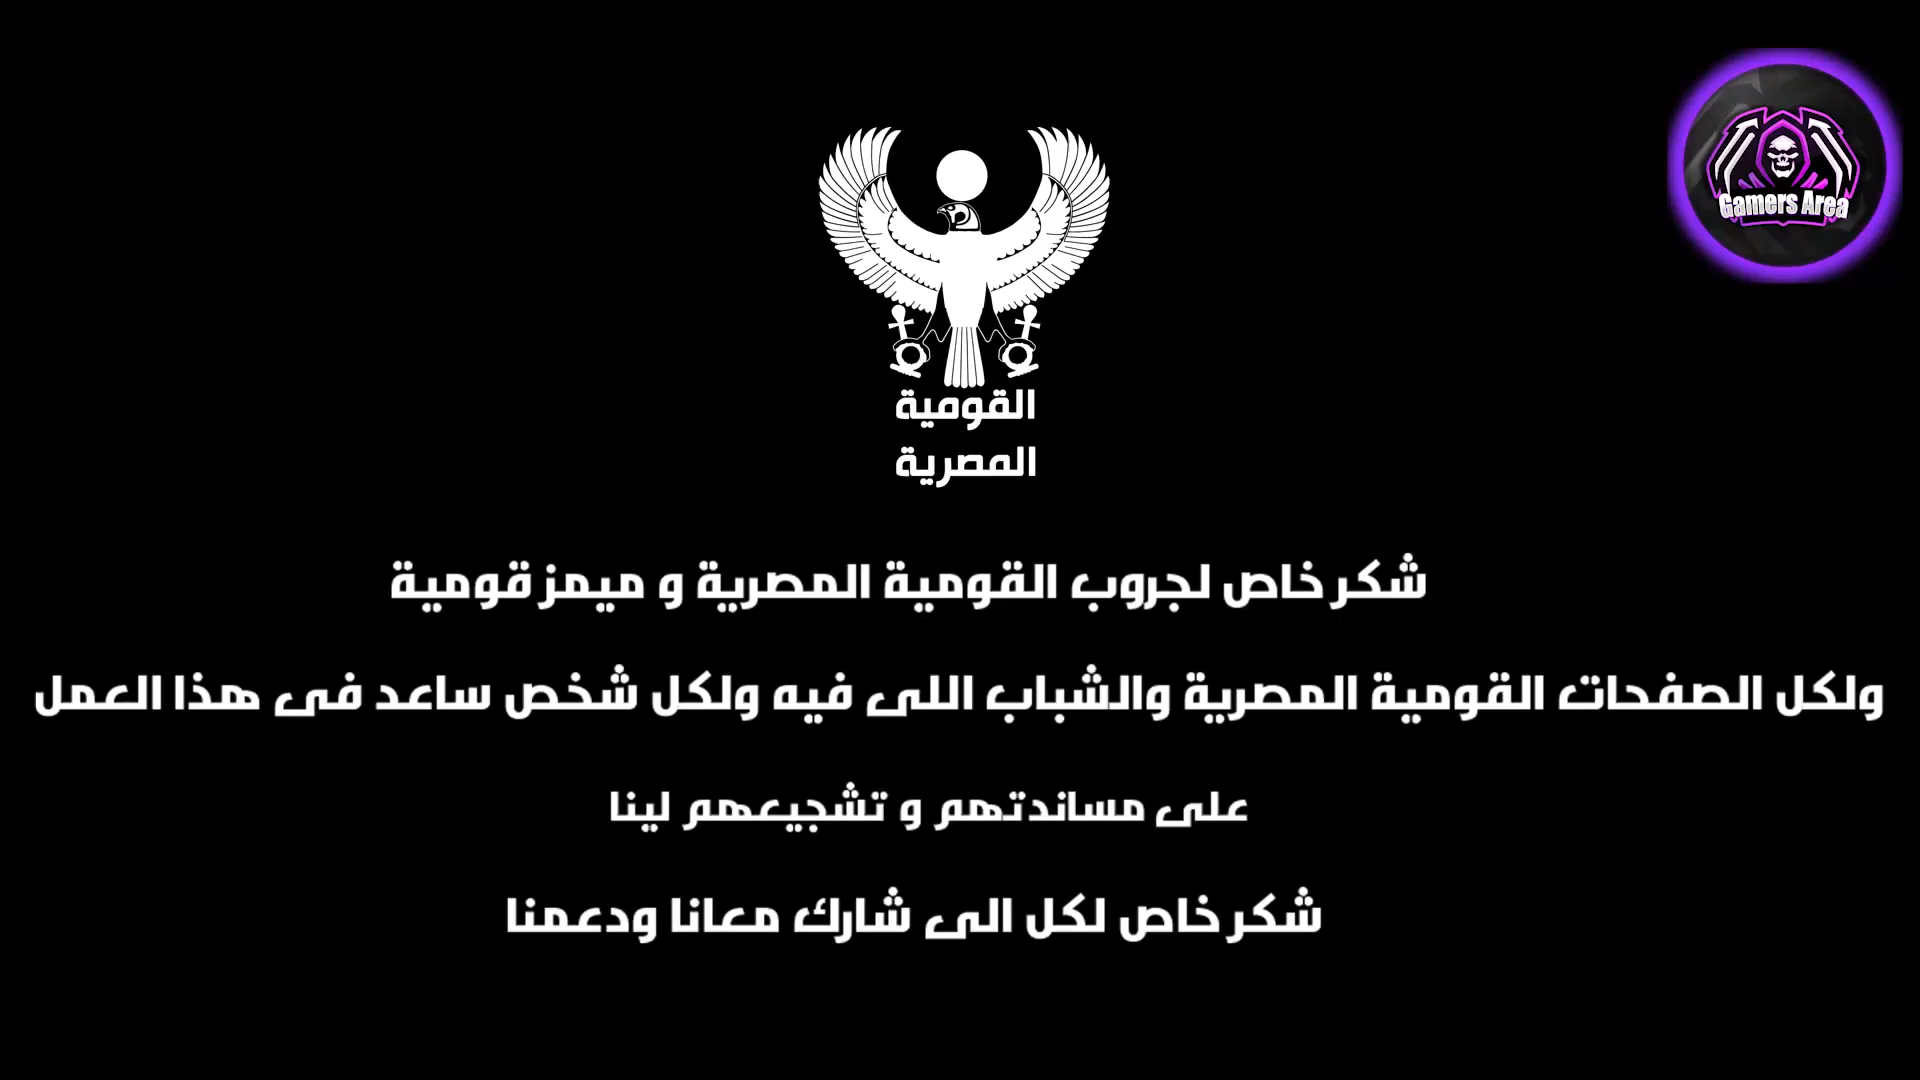 Gamers Area
القومية
المصرية
شكر خاص لجروب القومية المصرية و ميمز قومية
ولكل الصفحات القومية المصرية والشباب اللى فيه ولكل شخص ساعد فى هذا العمل
على مساندتهم و تشجيعهم لينا
شكر خاص لكل الى شارك معانا ودعمنا